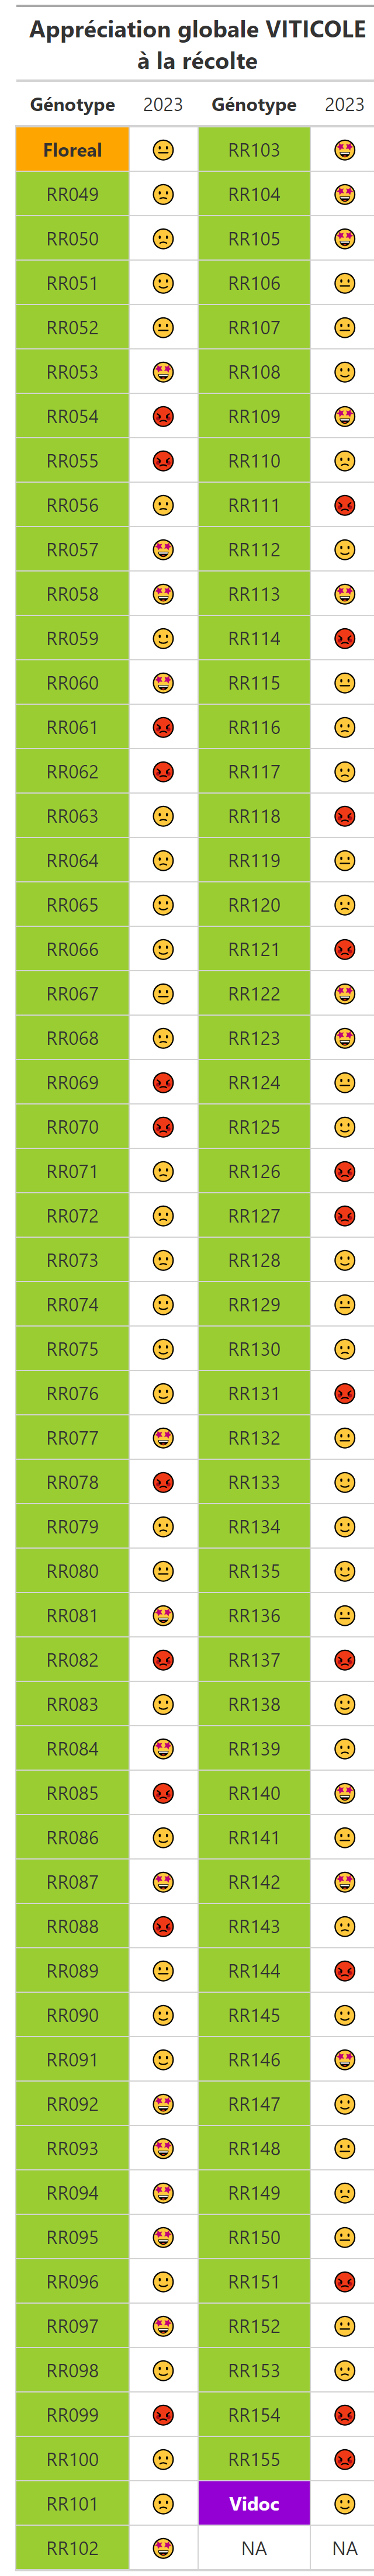 Appréciation globale VITICOLE
à la récolte
Génotype 2023 Génotype 2023
Floreal 😐 RR103 🤩
RR049 🙁 RR104 🤩
RR050 🙁 RR105 🤩
RR051 🙂 RR106 😐
RR052 😐 RR107 😐
RR053 🤩 RR108 🙂
RR054 😡 RR109 🤩
RR055 😡 RR110 🙁
RR056 🙁 RR111 😡
RR057 🤩 RR112 🙂
RR058 🤩 RR113 🤩
RR059 🙂 RR114 😡
RR060 🤩 RR115 😐
RR061 😡 RR116 🙁
RR062 😡 RR117 🙁
RR063 🙁 RR118 😡
RR064 🙁 RR119 😐
RR065 🙂 RR120 🙁
RR066 🙂 RR121 😡
RR067 😐 RR122 🤩
RR068 🙁 RR123 🤩
RR069 😡 RR124 😐
RR070 😡 RR125 🙂
RR071 🙁 RR126 😡
RR072 🙁 RR127 😡
RR073 🙁 RR128 🙂
RR074 🙂 RR129 😐
RR075 🙂 RR130 🙁
RR076 🙂 RR131 😡
RR077 🤩 RR132 😐
RR078 😡 RR133 🙂
RR079 🙁 RR134 🙂
RR080 😐 RR135 🙂
RR081 🤩 RR136 😐
RR082 😡 RR137 😡
RR083 🙂 RR138 🙂
RR084 🤩 RR139 🙁
RR085 😡 RR140 🤩
RR086 🙂 RR141 😐
RR087 🤩 RR142 🤩
RR088 😡 RR143 🙁
RR089 😐 RR144 😡
RR090 🙂 RR145 🙂
RR091 🙂 RR146 🤩
RR092 🤩 RR147 🙂
RR093 🤩 RR148 😐
RR094 🤩 RR149 🙁
RR095 🤩 RR150 😐
RR096 🙂 RR151 😡
RR097 🤩 RR152 😐
RR098 🙂 RR153 🙁
RR099 😡 RR154 😡
RR100 🙁 RR155 😡
RR101 🙁 Vidoc 🙂
RR102 🤩 NA NA